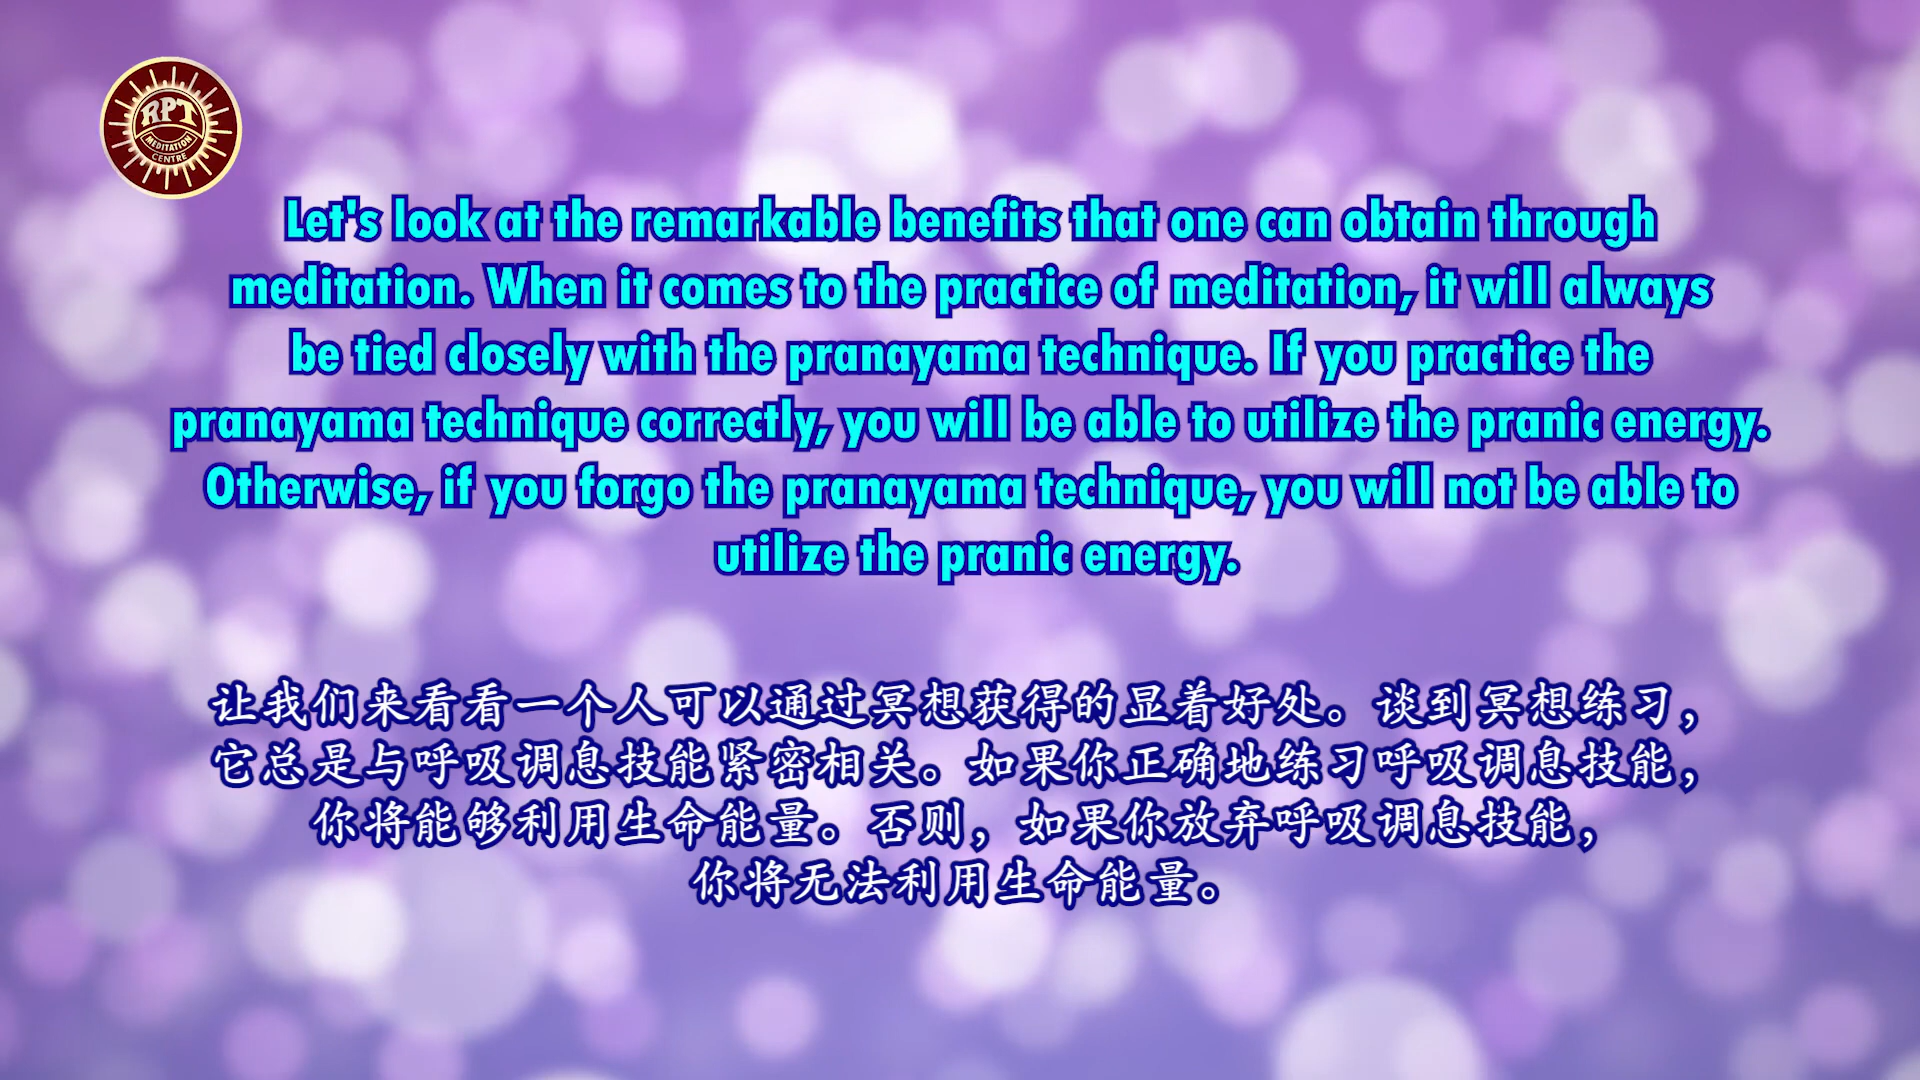 RPT
MEDITATION
CENTRE
Let's look at the remarkable benefits that one can obtain through
meditation. When it comes to the practice of meditation, it will always
be tied closely with the pranayama technique. If you practice the
pranayama technique correctly, you will be able to utilize the pranic energy.
Otherwise, if you forgo the pranayama technique, you will not be able to
utilize the pranic energy.
让我们来看看一个人可以通过冥想获得的显着好处。谈到冥想练习，
它总是与呼吸调息技能紧密相关。如果你正确地练习呼吸调息技能，
你将能够利用生命能量。否则，如果你放弃呼吸调息技能，
你将无法利用生命能量。